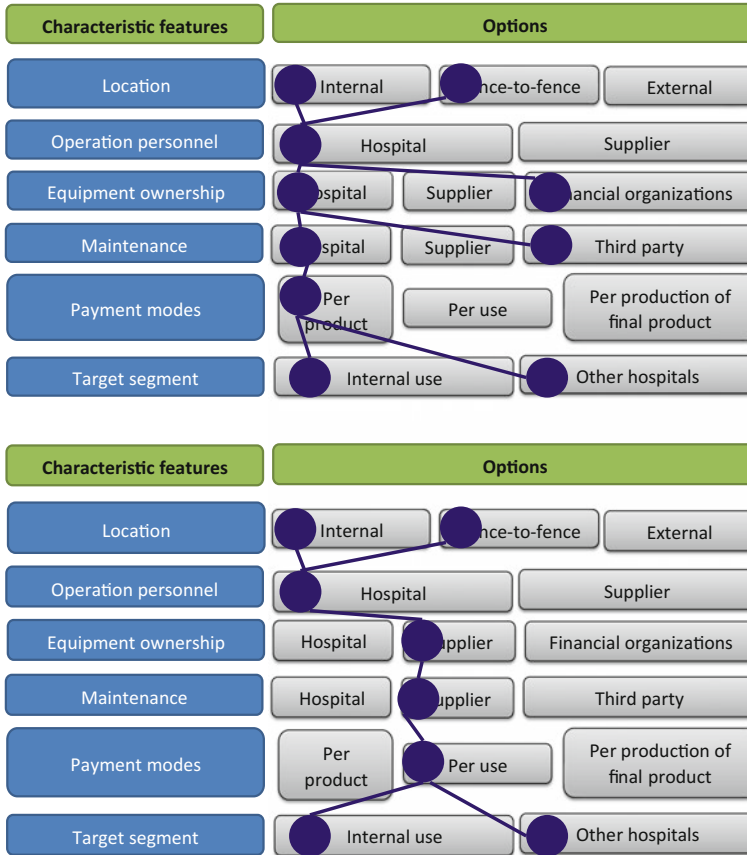 Characteristic features Options
Location Internal nce-to-fence External
Operation personnel Hospital Supplier
Equipment ownership ospital Supplier nancial organizations
Maintenance spital Supplier Third party
Payment modes
Per
product
Per use
Per production of
final product
Target segment Internal use Other hospitals
Characteristic features Options
Location Internal nce-to-fence External
Operation personnel Hospital Supplier
Equipment ownership Hospital upplier Financial organizations
Maintenance Hospital upplier Third party
Payment modes
Per
product
Per use
Per production of
final product
Target segment Internal use Other hospitals